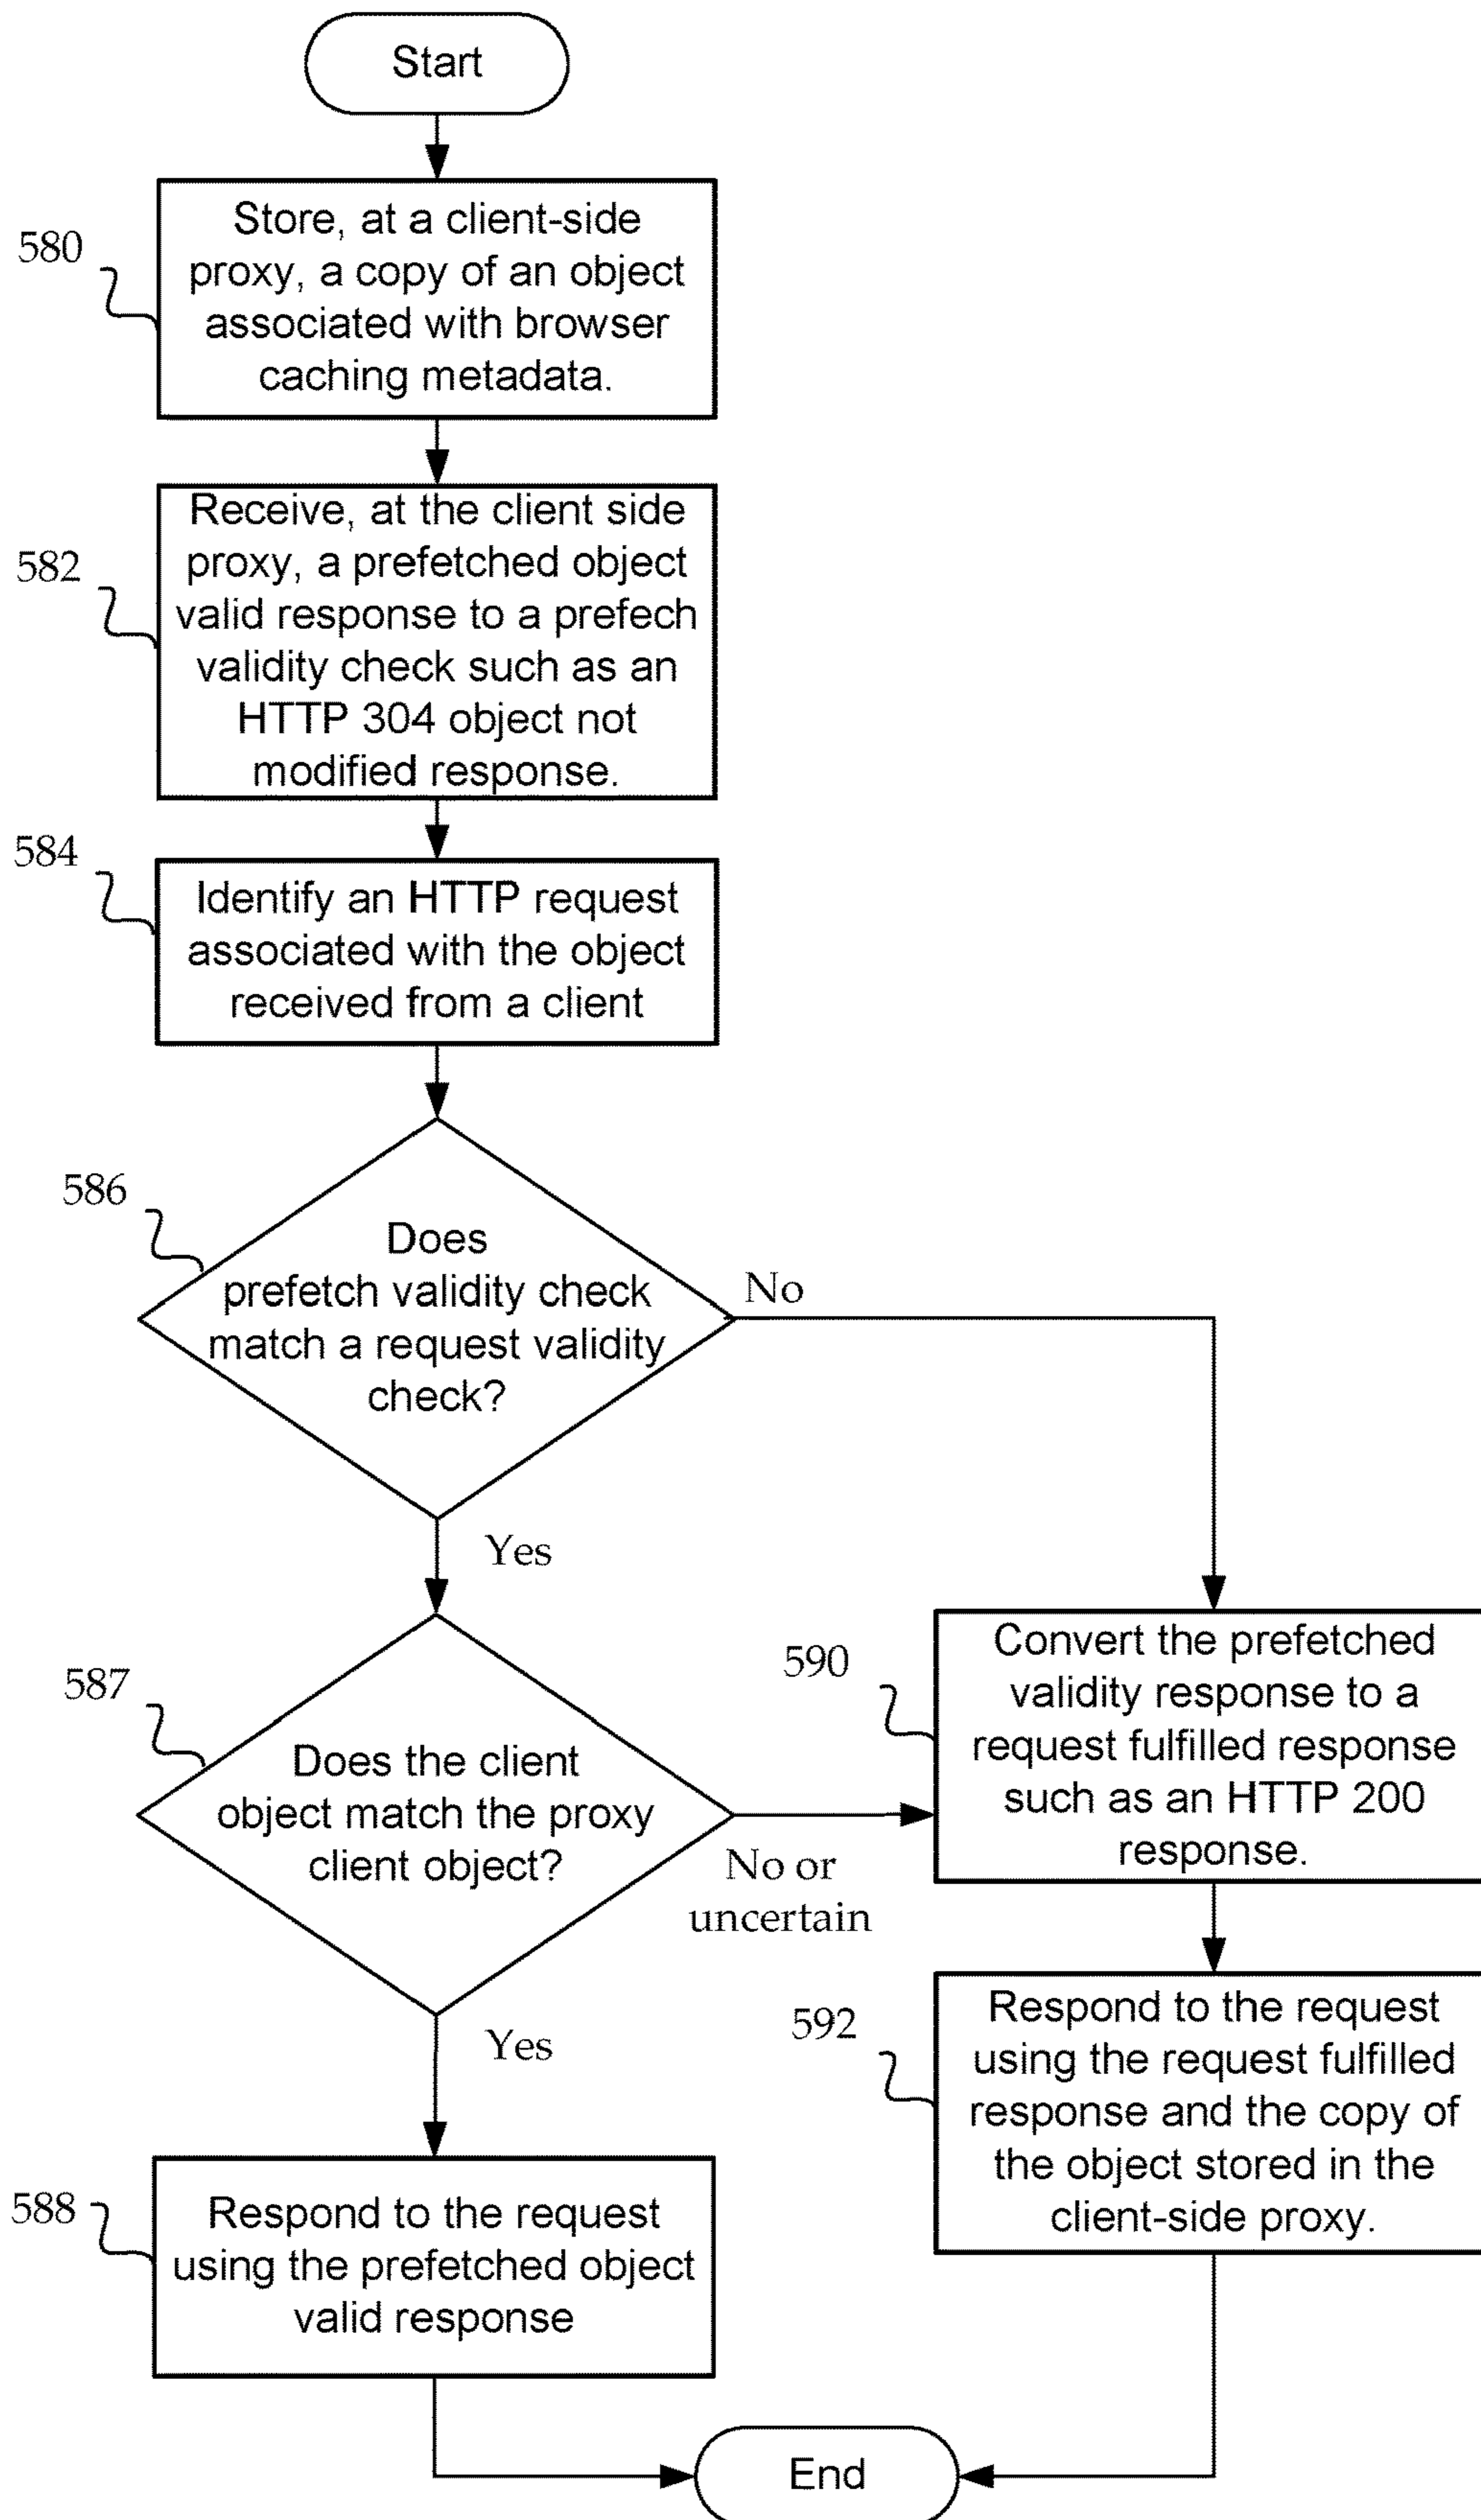 Start
580
Store, at a client-side
proxy, a copy of an object
associated with browser
caching metadata.
582
Receive, at the client side
proxy, a prefetched object
valid response to a prefech
validity check such as an
HTTP 304 object not
modified response.
584
Identify an HTTP request
associated with the object
received from a client
586
Does
prefetch validity check
match a request validity
check?
No
Yes
587
Does the client
object match the proxy
client object?
No or
uncertain
Yes
590
Convert the prefetched
validity response to a
request fulfilled response
such as an HTTP 200
response.
592
Respond to the request
using the request fulfilled
response and the copy of
the object stored in the
client-side proxy.
588
Respond to the request
using the prefetched object
valid response
End